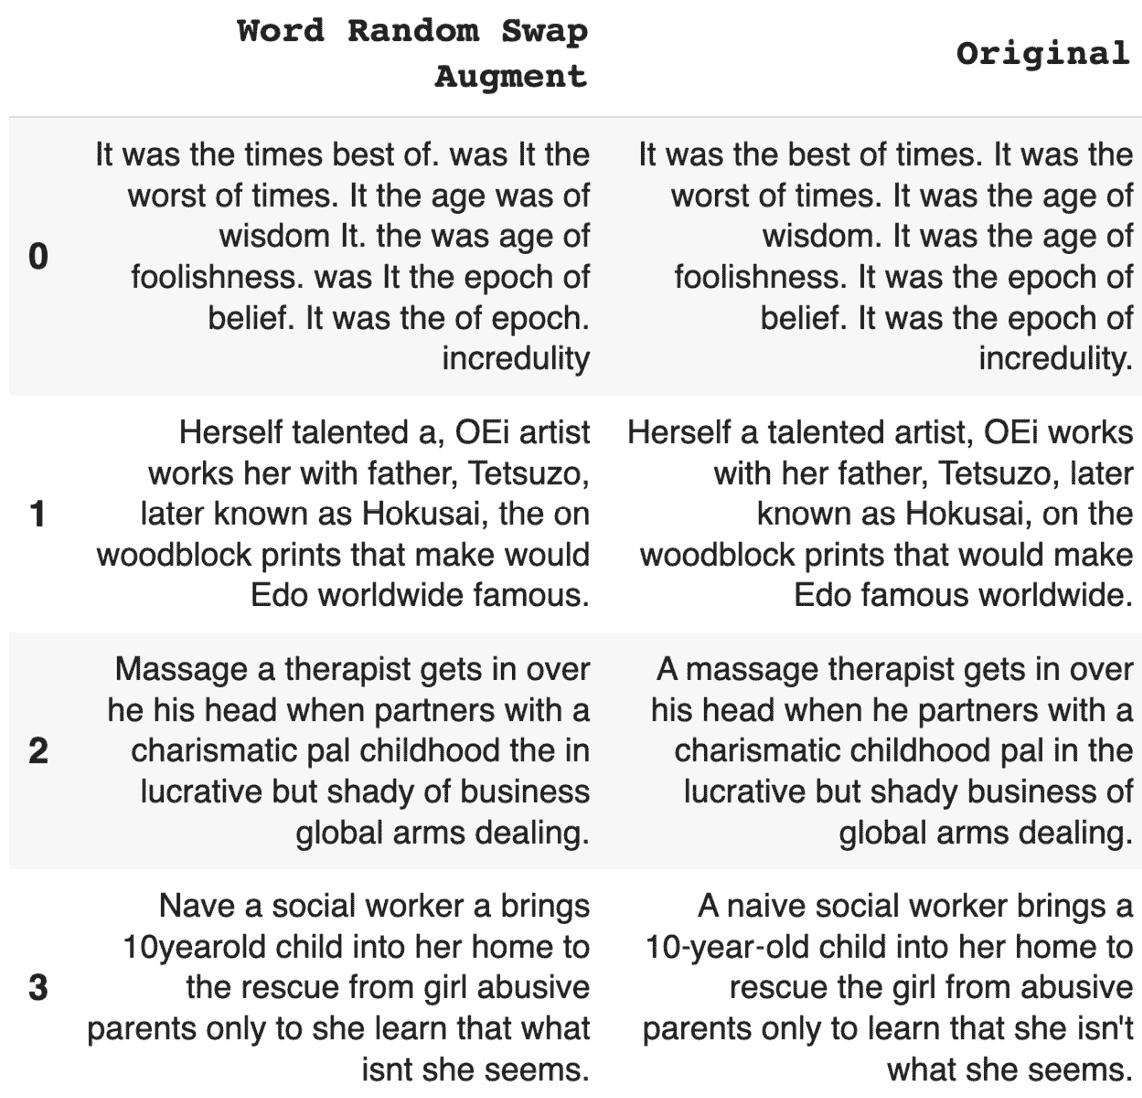 Word Random Swap
Augment
Original
0
It was the times best of. was It the
worst of times. It the age was of
wisdom It. the was age of
foolishness. was It the epoch of
belief. It was the of epoch.
incredulity
It was the best of times. It was the
worst of times. It was the age of
wisdom. It was the age of
foolishness. It was the epoch of
belief. It was the epoch of
incredulity.
1
Herself talented a, OEi artist
works her with father, Tetsuzo,
later known as Hokusai, the on
woodblock prints that make would
Edo worldwide famous.
Herself a talented artist, OEi works
with her father, Tetsuzo, later
known as Hokusai, on the
woodblock prints that would make
Edo famous worldwide.
2
Massage a therapist gets in over
he his head when partners with a
charismatic pal childhood the in
lucrative but shady of business
global arms dealing.
A massage therapist gets in over
his head when he partners with a
charismatic childhood pal in the
lucrative but shady business of
global arms dealing.
3
Nave a social worker a brings
10yearold child into her home to
the rescue from girl abusive
parents only to she learn that what
isnt she seems.
A naive social worker brings a
10-year-old child into her home to
rescue the girl from abusive
parents only to learn that she isn't
what she seems.